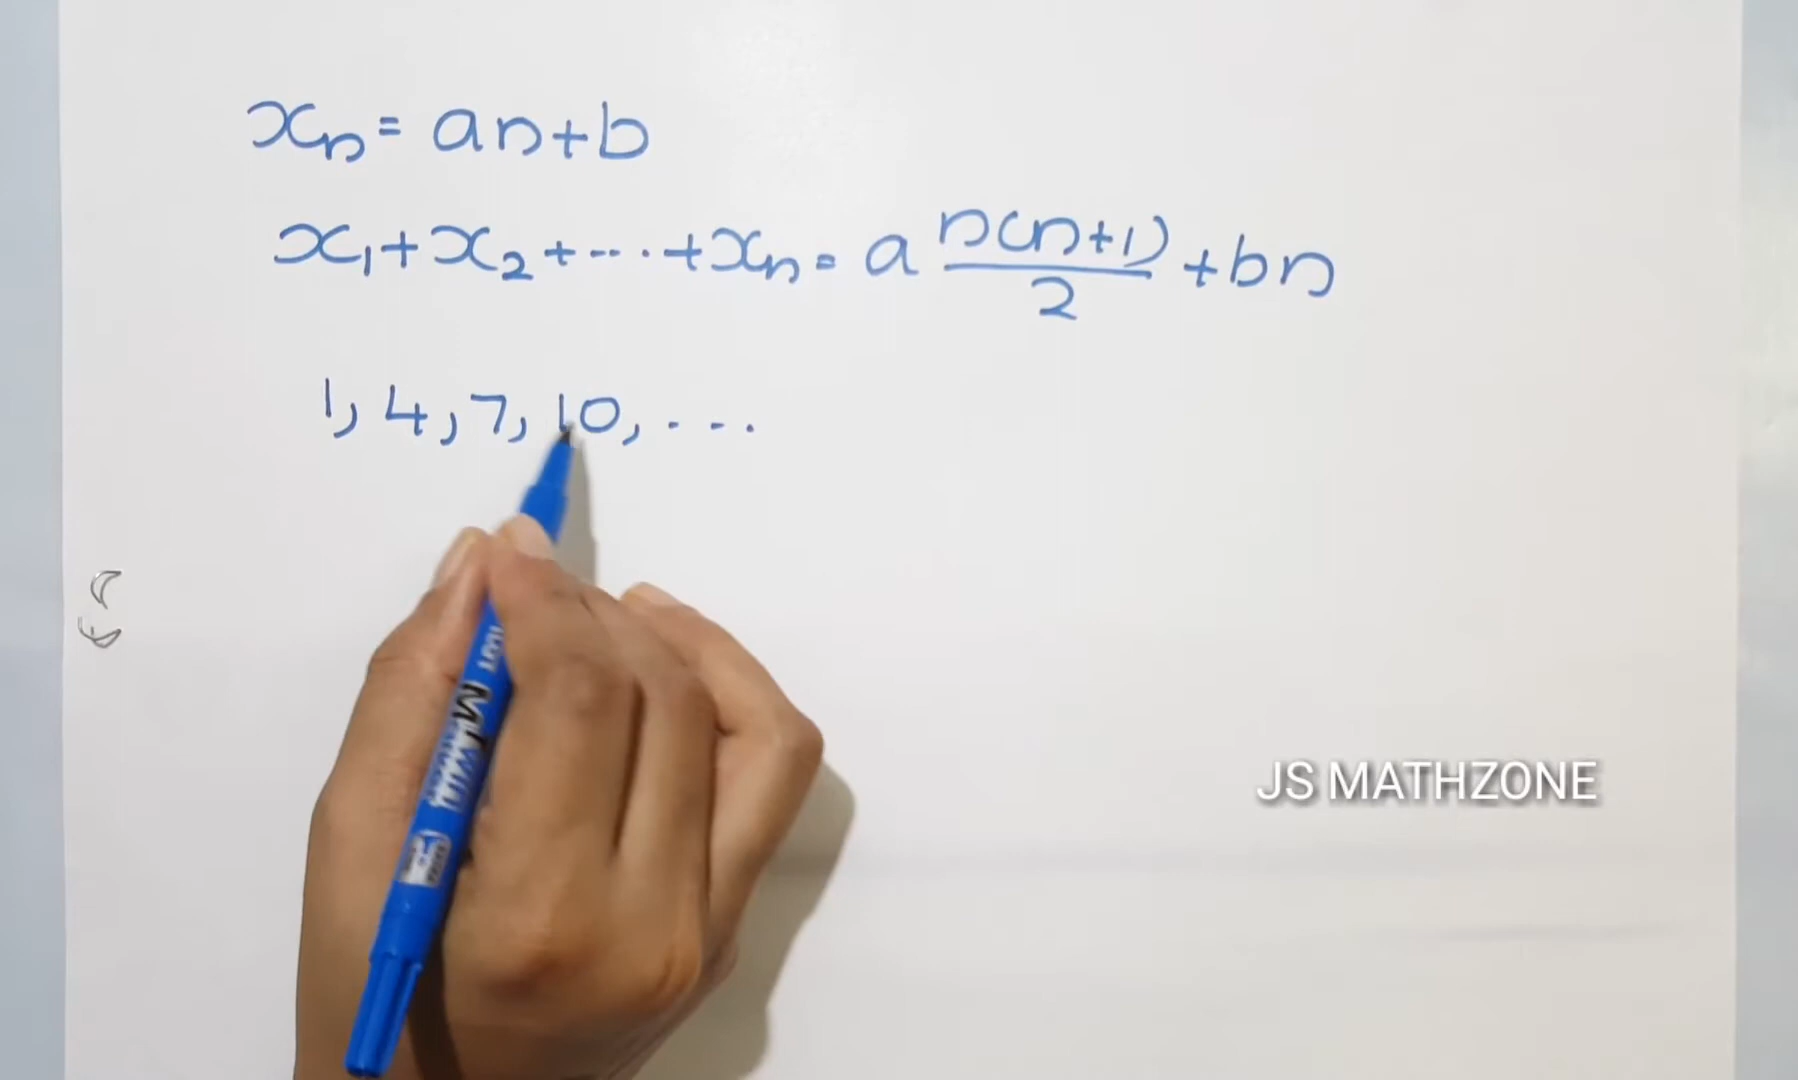 xₙ = an+b
x₁+x₂+---·+xₙ = a n(n+1)/2 +bn
1, 4, 7, 10, ---
JS MATHZONE